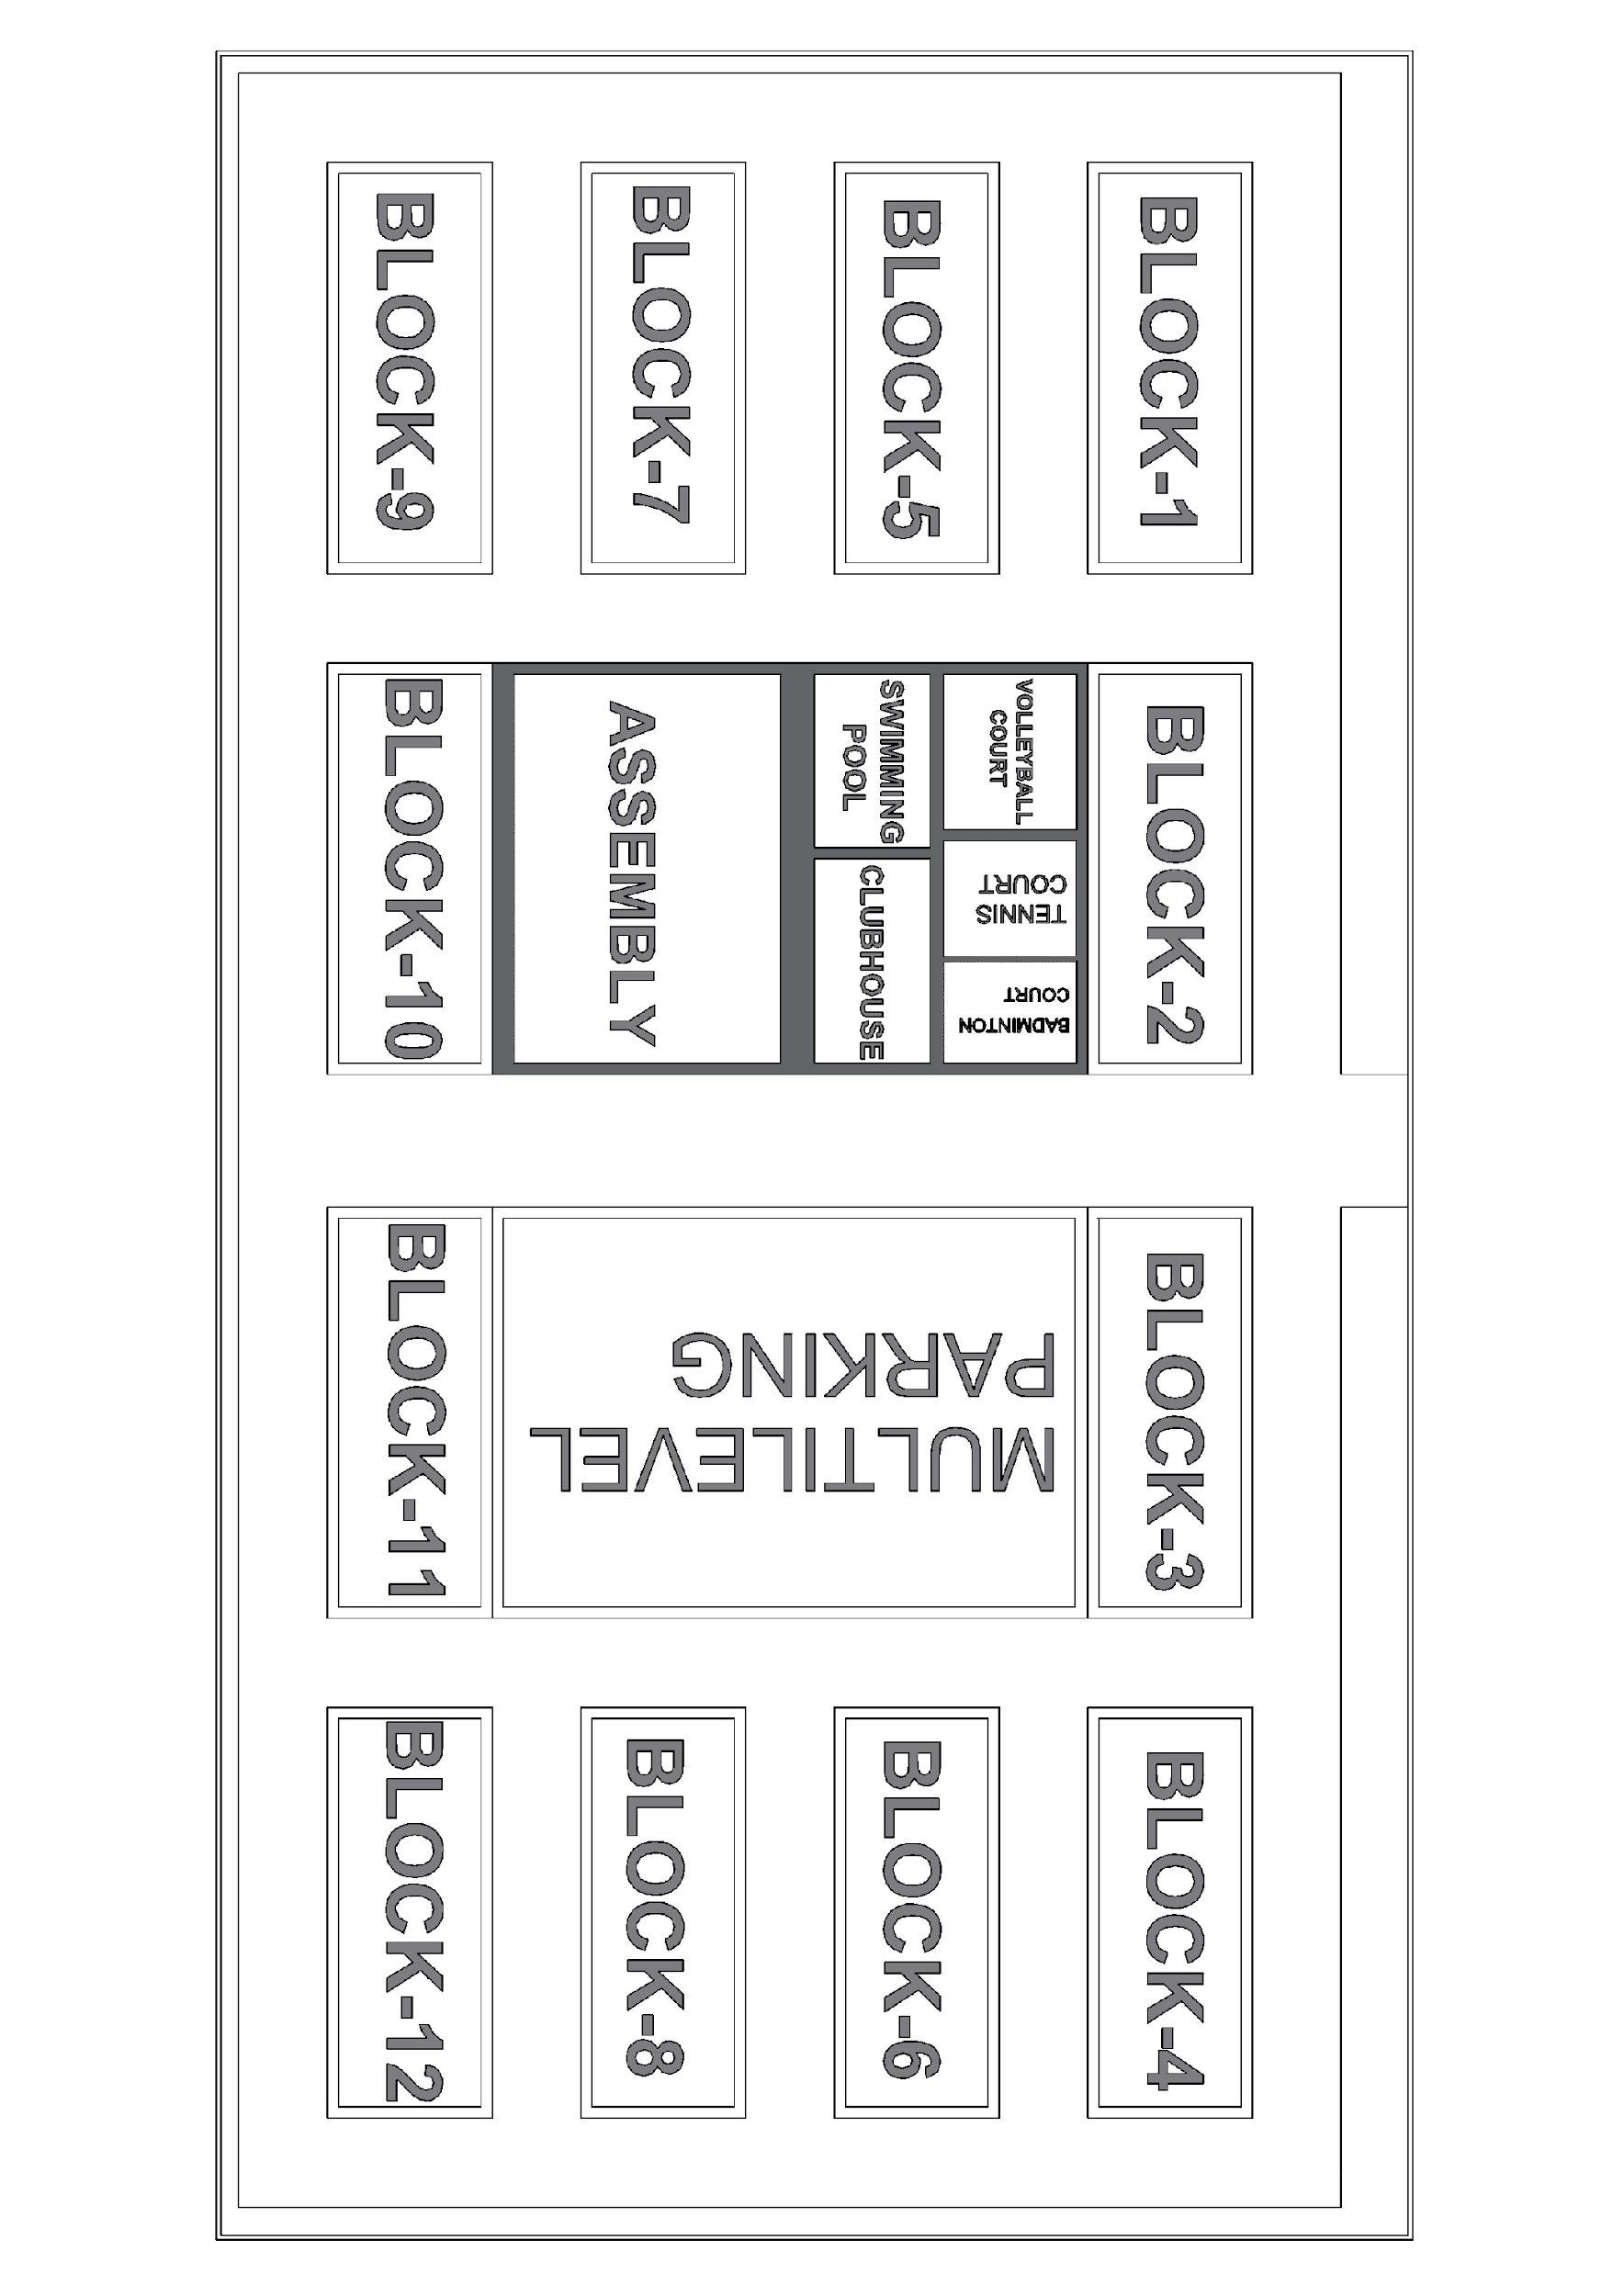 BLOCK-9
BLOCK-7
BLOCK-5
BLOCK-1
BLOCK-10
ASSEMBLY
SWIMMING
POOL
CLUBHOUSE
VOLLEYBALL
COURT
TENNIS
COURT
BADMINTON
COURT
BLOCK-2
BLOCK-11
MULTILEVEL
PARKING
BLOCK-3
BLOCK-12
BLOCK-8
BLOCK-6
BLOCK-4